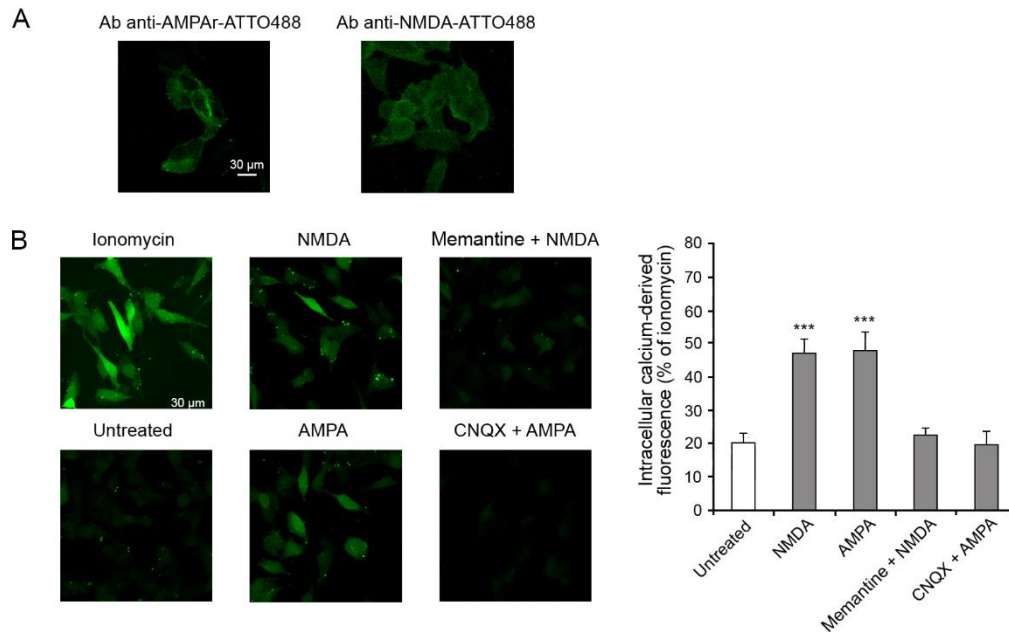 A
Ab anti-AMPAr-ATTO488
Ab anti-NMDA-ATTO488
30 µm
B
Ionomycin
NMDA
Memantine + NMDA
30 µm
Untreated
AMPA
CNQX + AMPA
Intracellular calcium-derived
fluorescence (% of ionomycin)
80
70
60
50
40
30
20
10
0
***
***
Untreated
NMDA
AMPA
Memantine + NMDA
CNQX + AMPA